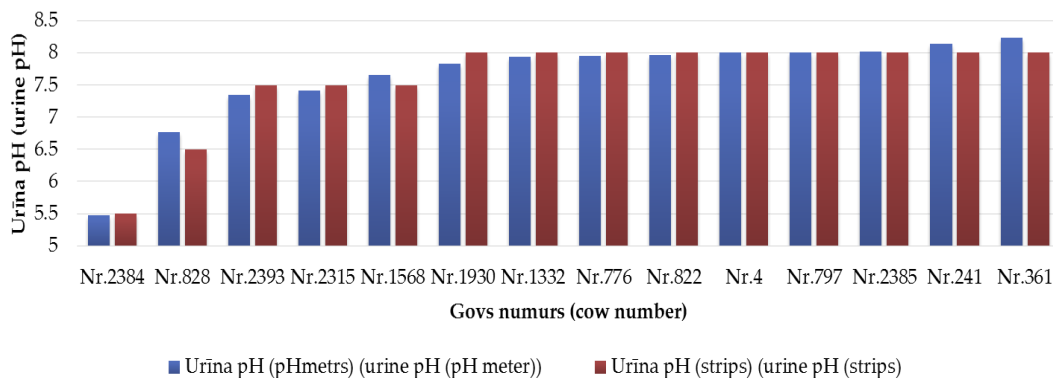 Urīna pH (urine pH)
8.5
8
7.5
7
6.5
6
5.5
5
Nr.2384 Nr.828 Nr.2393 Nr.2315 Nr.1568 Nr.1930 Nr.1332 Nr.776 Nr.822 Nr.4 Nr.797 Nr.2385 Nr.241 Nr.361
Govs numurs (cow number)
Urīna pH (pHmetrs) (urine pH (pH meter)) Urīna pH (strips) (urine pH (strips)